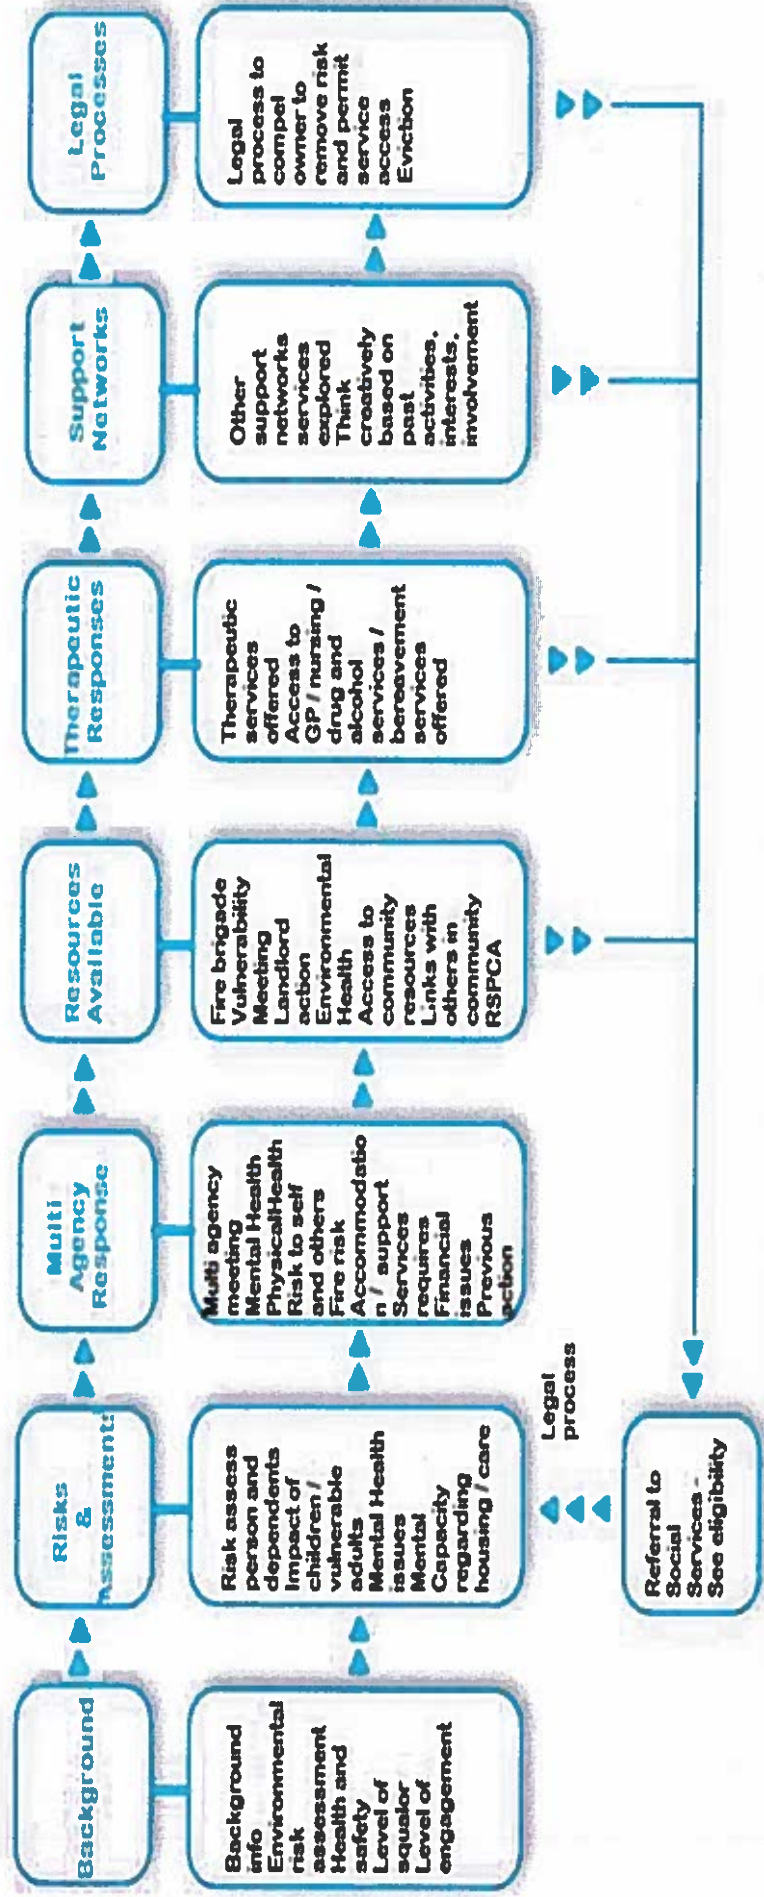 Background
Risks
&
Assessments
Multi
Agency
Response
Resources
Available
Therapeutic
Responses
Support
Networks
Legal
Processes
Background
info
Environmental
risk
assessment
Health and
safety
Level of
squalor
Level of
engagement
Risk assess
person and
dependents
Impact of
children /
vulnerable
adults
Mental Health
issues
Mental
Capacity
regarding
housing / care
Multi agency
meeting
Mental Health
PhysicalHealth
Risk to self
and others
Fire risk
Accommodatio
n / support
Services
requires
Financial
issues
Previous
action
Fire brigade
Vulnerability
Meeting
Landlord
action
Environmental
Health
Access to
community
resources
Links with
others in
community
RSPCA
Therapeutic
services
offered
Access to
GP / nursing /
drug and
alcohol
services /
bereavement
services
offered
Other
support
networks
services
explored
Think
creatively
based on
past
activities,
interests,
involvement
Legal
process to
compel
owner to
remove risk
and permit
service
access
Eviction
Legal
process
Referral to
Social
Services -
See eligibility